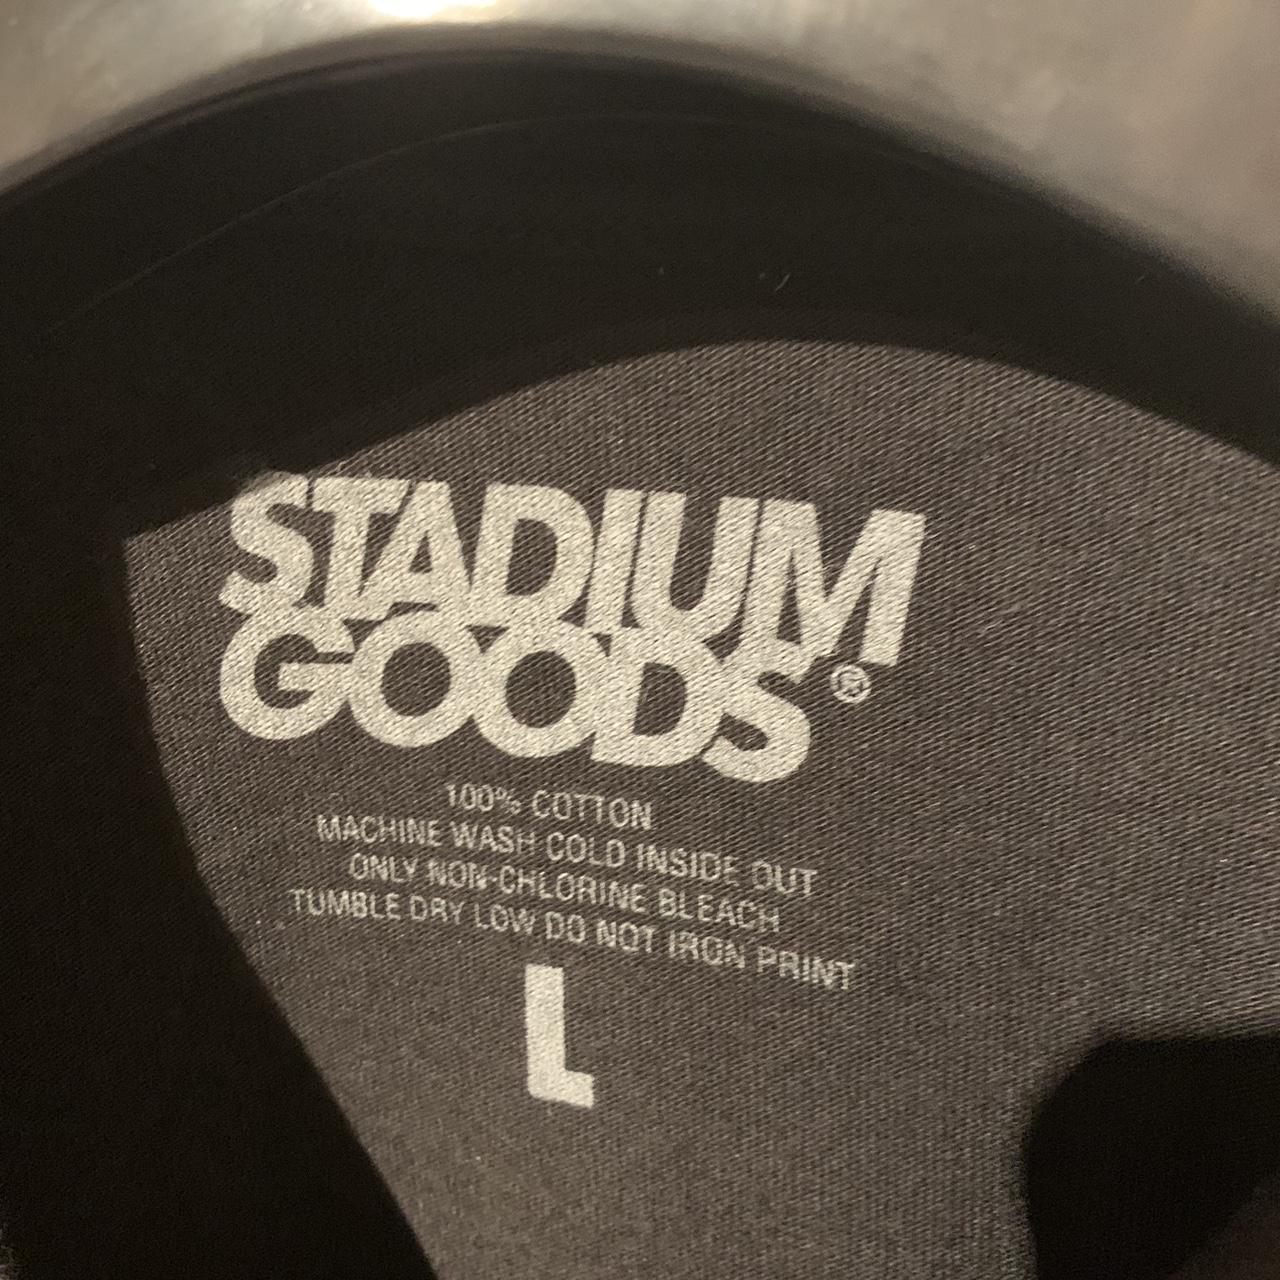 STADIUM
GOODS®
100% COTTON
MACHINE WASH COLD INSIDE OUT
ONLY NON-CHLORINE BLEACH
TUMBLE DRY LOW DO NOT IRON PRINT
L